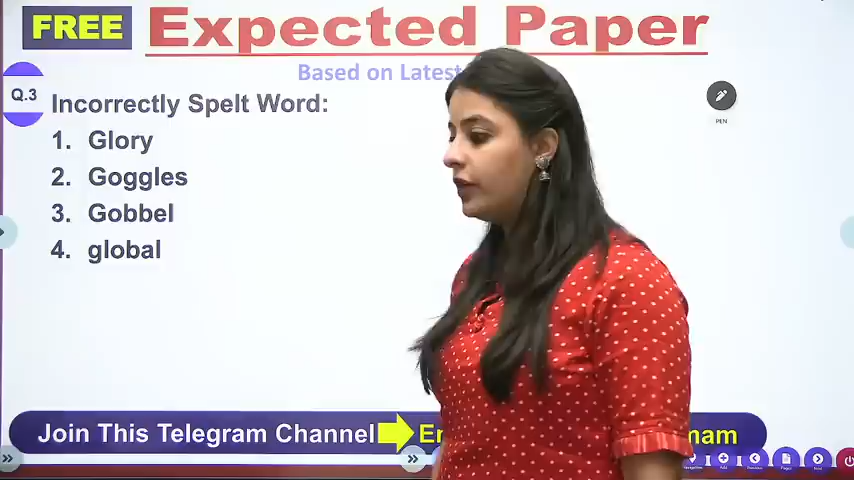 FREE
Expected Paper
Based on Latest
Q.3
Incorrectly Spelt Word:
1. Glory
2. Goggles
3. Gobbel
4. global
PEN
Join This Telegram Channel